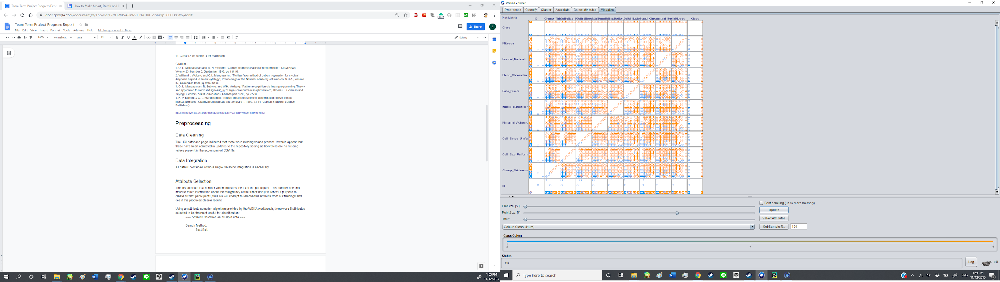 Team Term Project Progress Repo
How to Make Smart, Dumb and
docs.google.com/document/d/1hp-KdrT7rtHWd5A6InRVIH1AHhCIdrVwTp36B0LksWo/edit#
ABP
BETA
NP
Team Term Project Progress Report
File Edit View Insert Format Tools Add-ons Help All changes saved in Drive
Share
E
100% Normal text Arial 11 B I U A Editing
11. Class: (2 for benign, 4 for malignant)
Citations:
1. O. L. Mangasarian and W. H. Wolberg: "Cancer diagnosis via linear programming", SIAM News,
Volume 23, Number 5, September 1990, pp 1 & 18.
2. William H. Wolberg and O.L. Mangasarian: "Multisurface method of pattern separation for medical
diagnosis applied to breast cytology", Proceedings of the National Academy of Sciences, U.S.A., Volume
87, December 1990, pp 9193-9196.
3. O. L. Mangasarian, R. Setiono, and W.H. Wolberg: "Pattern recognition via linear programming: Theory
and application to medical diagnosis", in: "Large-scale numerical optimization", Thomas F. Coleman and
Yuying Li, editors, SIAM Publications, Philadelphia 1990, pp 22-30.
4. K. P. Bennett & O. L. Mangasarian: "Robust linear programming discrimination of two linearly
inseparable sets", Optimization Methods and Software 1, 1992, 23-34 (Gordon & Breach Science
Publishers).
https://archive.ics.uci.edu/ml/datasets/breast+cancer+wisconsin+(original)
Preprocessing
Data Cleaning
The UCI database page indicated that there were missing values present. It would appear that
these have been corrected in updates to the repository seeing as how there are no missing
values present in the accompanied CSV file.
Data Integration
All data is contained within a single file so no integration is necessary.
Attribute Selection
The first attribute is a number which indicates the ID of the participant. This number does not
indicate much information about the malignancy of the tumor and just serves a purpose to
create distinct participants, thus we will attempt to remove this attribute from our trainings and
see if this produces clearer results
Using an attribute selection algorithm provided by the WEKA workbench, there were 6 attributes
selected to be the most useful for classification:
=== Attribute Selection on all input data ===
Search Method:
Best first.
1:55 PM
11/12/2019
Weka Explorer
Preprocess Classify Cluster Associate Select attributes Visualize
Plot Matrix ID Class
Class
Mitoses
Normal_Nucleoli
Bland_Chromatin
Bare_Nuclei
Single_Epithelial_
Marginal_Adhesio
Cell_Shape_Unifor
Cell_Size_Uniform
Clump_Thickness
ID
PlotSize: [50]
PointSize: [7]
Jitter:
Colour: Class (Num)
Fast scrolling (uses more memory)
Update
Select Attributes
SubSample % : 100
Class Colour
2 3 4
Status
OK
Log
x 0
Type here to search
ENG
1:55 PM
11/12/2019
2